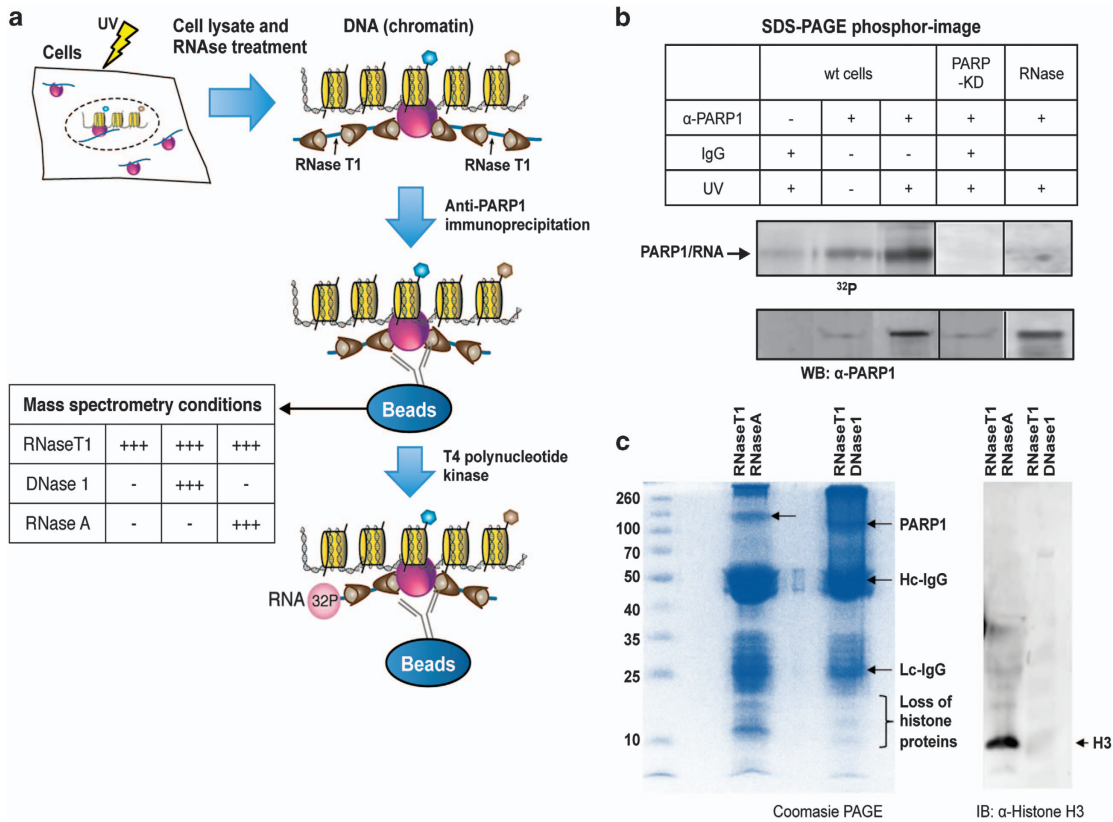 a
UV
Cells
Cell lysate and
RNAse treatment
DNA (chromatin)
RNase T1
RNase T1
Anti-PARP1
immunoprecipitation
Beads
Mass spectrometry conditions
RNaseT1 +++ +++ +++
DNase 1 - +++ -
RNase A - - +++
T4 polynucleotide
kinase
RNA 32P
Beads
b
SDS-PAGE phosphor-image
wt cells PARP -KD RNase
α-PARP1 - + + + +
IgG + - - +
UV + - + + +
PARP1/RNA
32P
WB: α-PARP1
c
RNaseT1
RNaseA
RNaseT1
DNase1
260
100
70
50
40
35
25
10
PARP1
Hc-IgG
Lc-IgG
Loss of
histone
proteins
Coomasie PAGE
RNaseT1
RNaseA
RNaseT1
DNase1
H3
IB: α-Histone H3